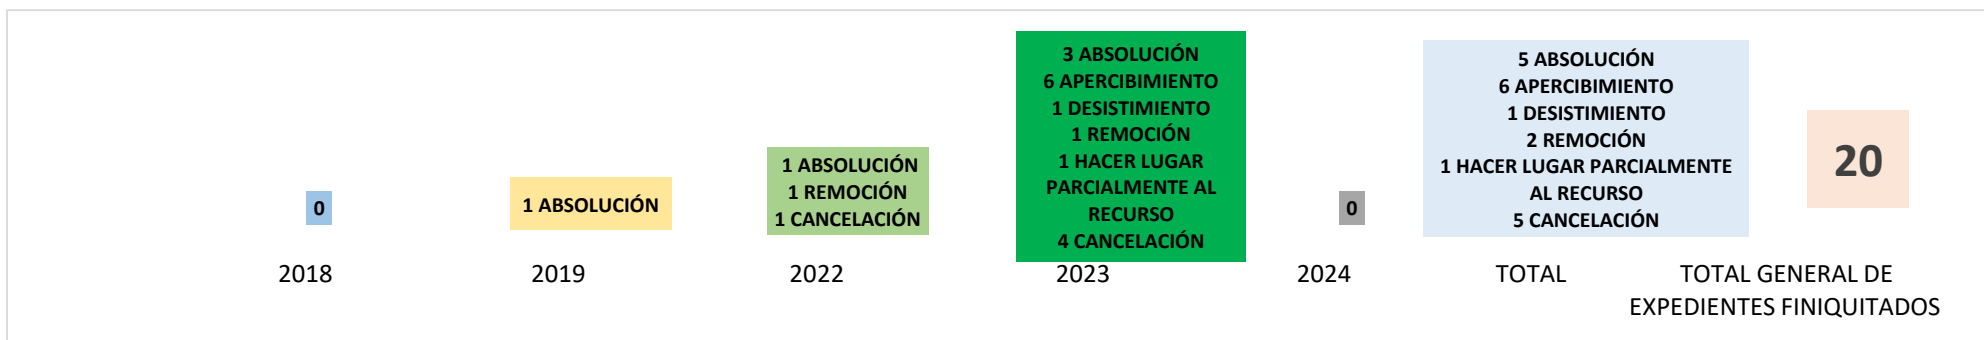 0
2018
1 ABSOLUCIÓN
2019
1 ABSOLUCIÓN
1 REMOCIÓN
1 CANCELACIÓN
2022
3 ABSOLUCIÓN
6 APERCIBIMIENTO
1 DESISTIMIENTO
1 REMOCIÓN
1 HACER LUGAR
PARCIALMENTE AL
RECURSO
4 CANCELACIÓN
2023
0
2024
5 ABSOLUCIÓN
6 APERCIBIMIENTO
1 DESISTIMIENTO
2 REMOCIÓN
1 HACER LUGAR PARCIALMENTE
AL RECURSO
5 CANCELACIÓN
TOTAL
20
TOTAL GENERAL DE
EXPEDIENTES FINIQUITADOS